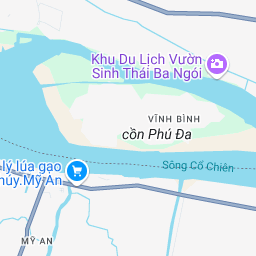 Khu Du Lịch Vườn
Sinh Thái Ba Ngói
VĨNH BÌNH
cồn Phú Đa
Sông Cổ Chiên
lý lúa gạo
húy.Mỹ An
MỸ AN